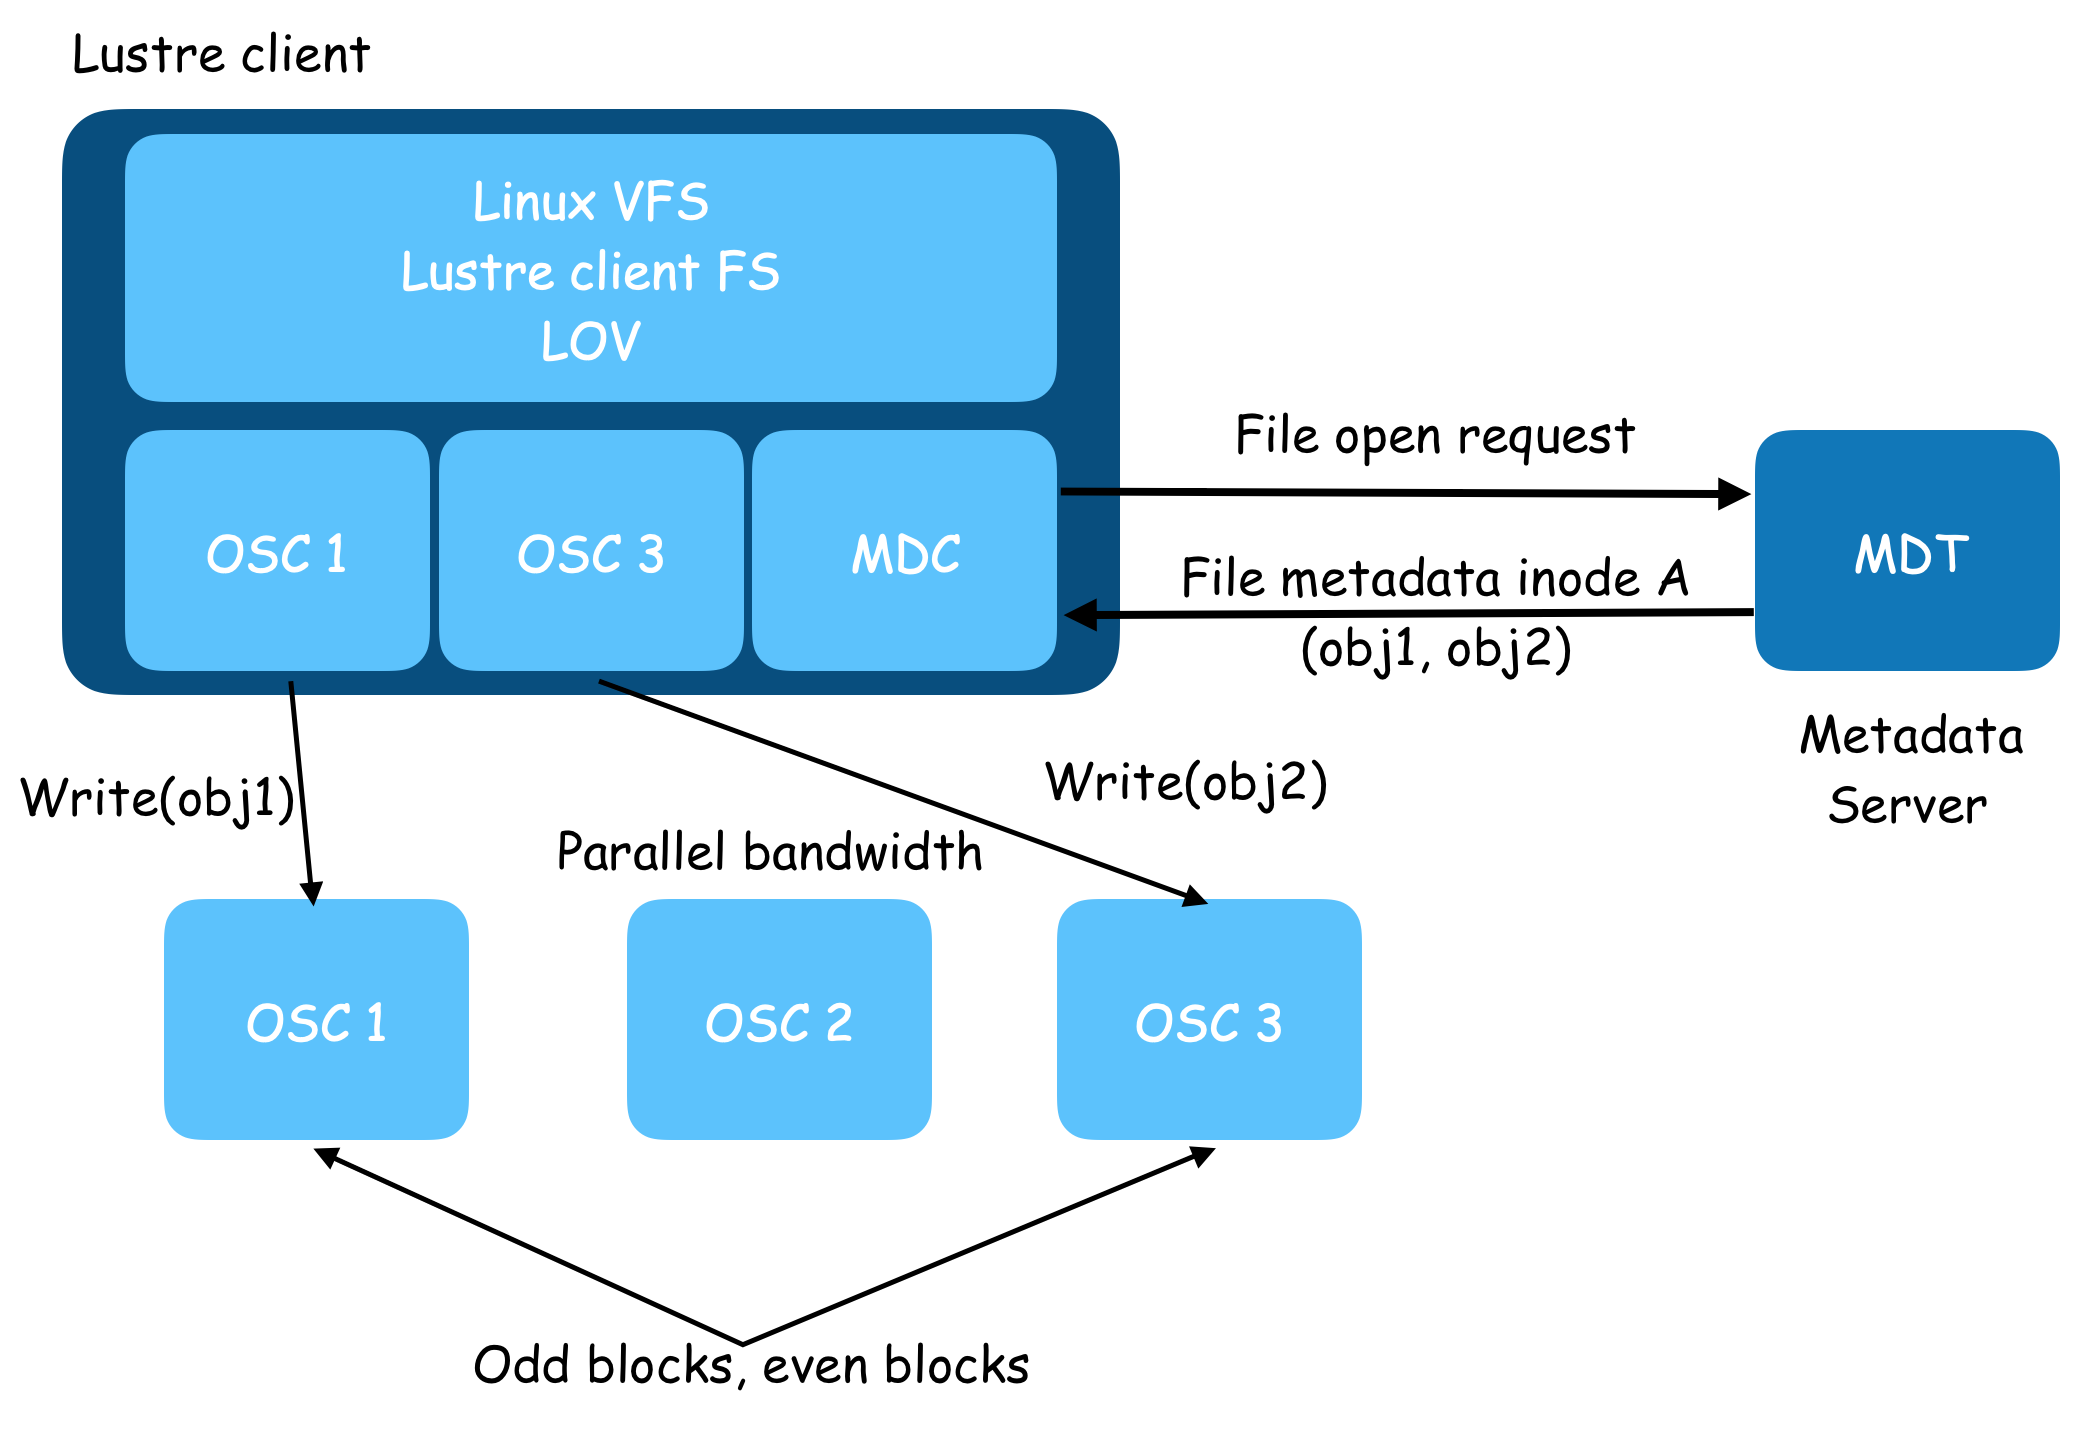 Lustre client
Linux VFS
Lustre client FS
LOV
OSC 1
OSC 3
MDC
File open request
File metadata inode A
(obj1, obj2)
MDT
Metadata
Server
Write(obj1)
Write(obj2)
Parallel bandwidth
OSC 1
OSC 2
OSC 3
Odd blocks, even blocks